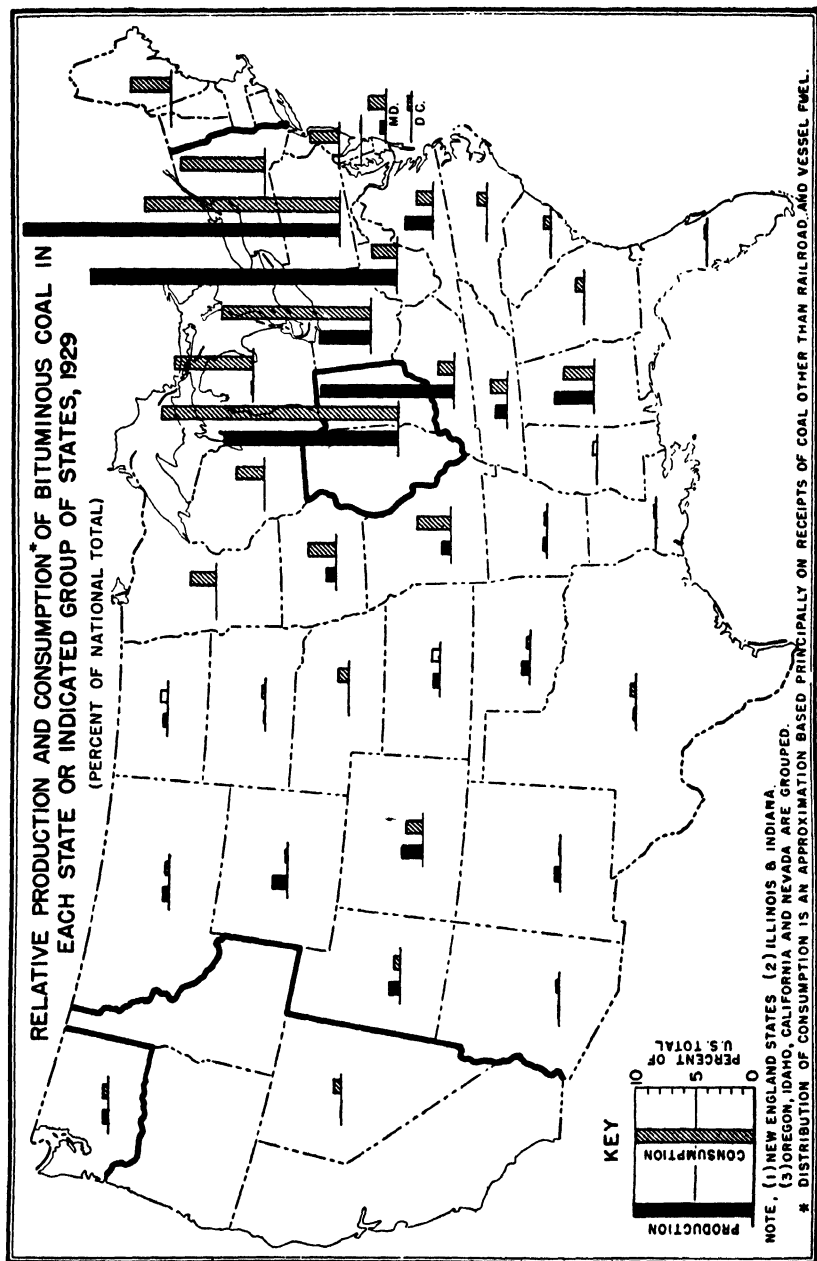 RELATIVE PRODUCTION AND CONSUMPTION* OF BITUMINOUS COAL IN
EACH STATE OR INDICATED GROUP OF STATES, 1929
(PERCENT OF NATIONAL TOTAL)
MD.
D C.
KEY
PRODUCTION
CONSUMPTION
10
5
0
PERCENT OF
U.S. TOTAL
NOTE, (1) NEW ENGLAND STATES (2) ILLINOIS & INDIANA.
(3) OREGON, IDAHO, CALIFORNIA AND NEVADA ARE GROUPED.
* DISTRIBUTION OF CONSUMPTION IS AN APPROXIMATION BASED PRINCIPALLY ON RECEIPTS OF COAL OTHER THAN RAILROAD AND VESSEL FUEL.